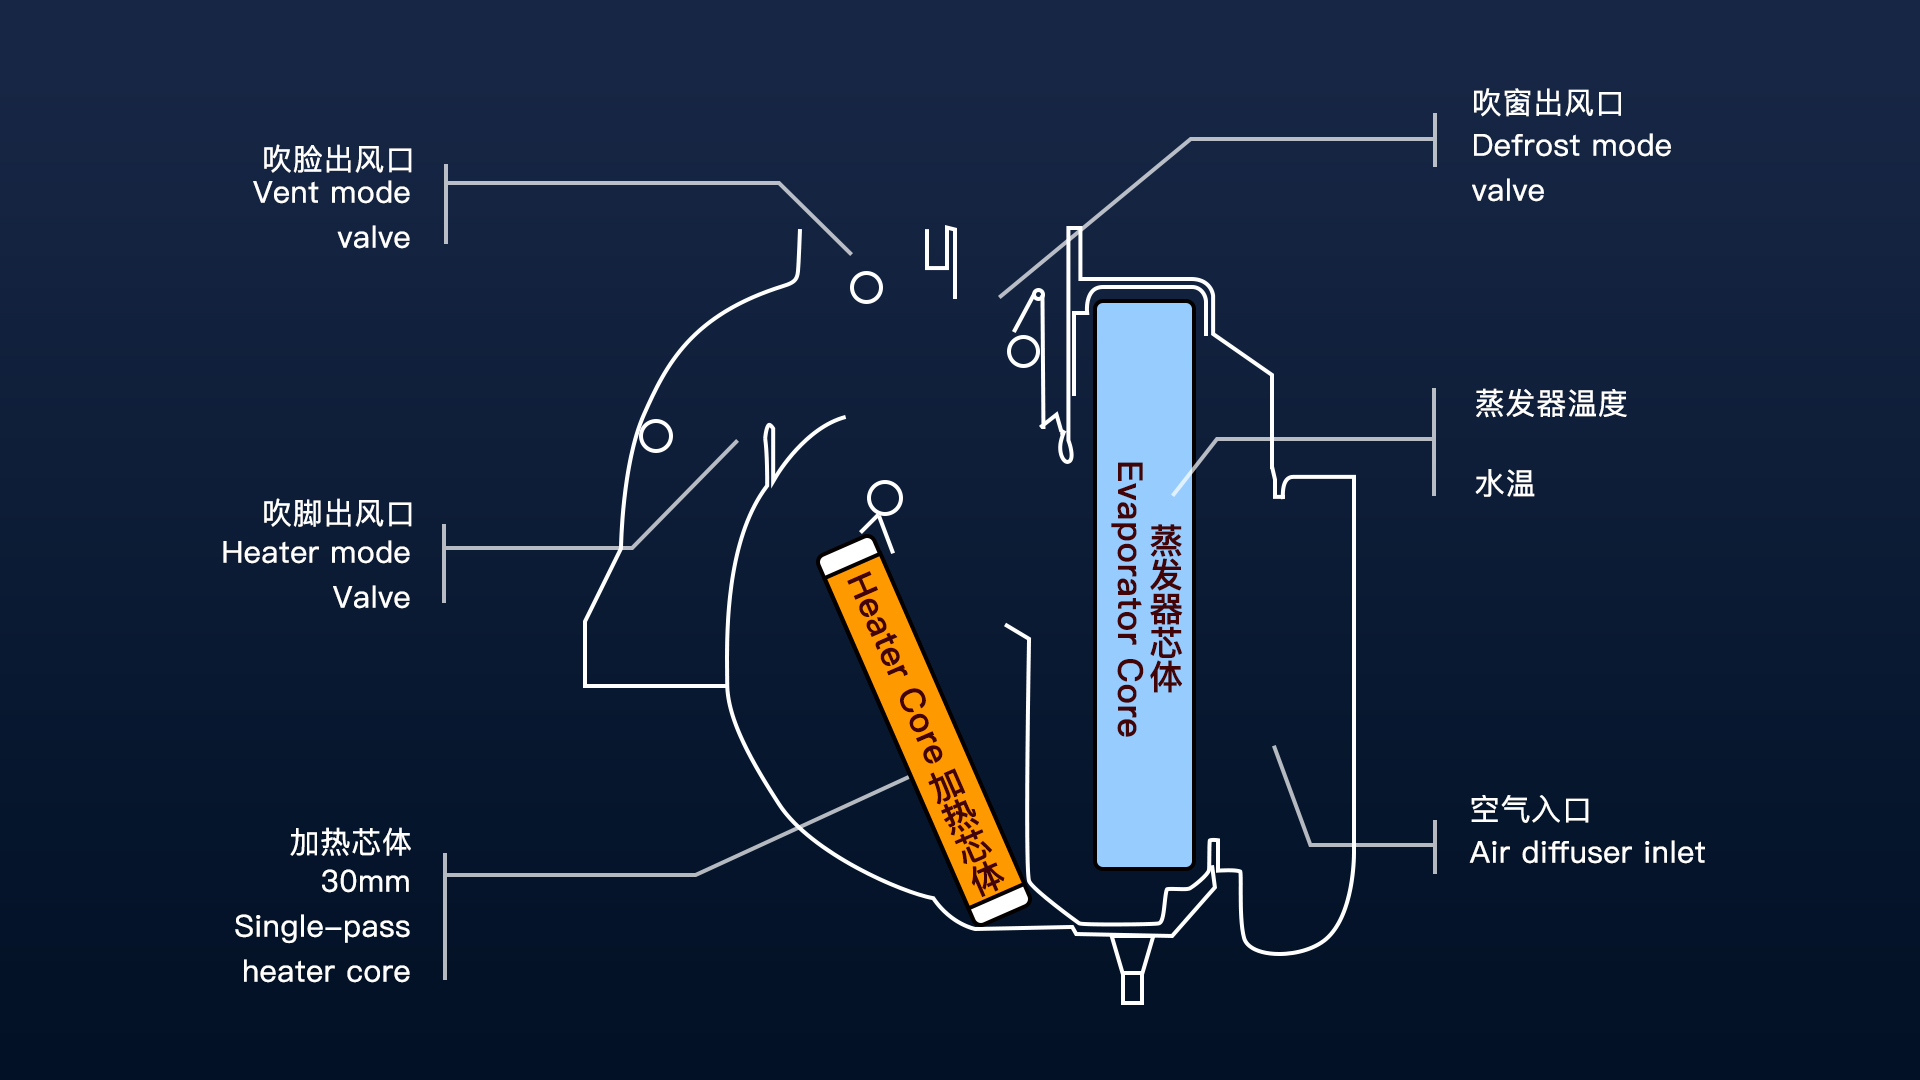 吹脸出风口
Vent mode
valve
吹窗出风口
Defrost mode
valve
吹脚出风口
Heater mode
Valve
蒸发器温度
水温
蒸发器芯体
Evaporator Core
Heater Core 加热芯体
加热芯体
30mm
Single-pass
heater core
空气入口
Air diffuser inlet